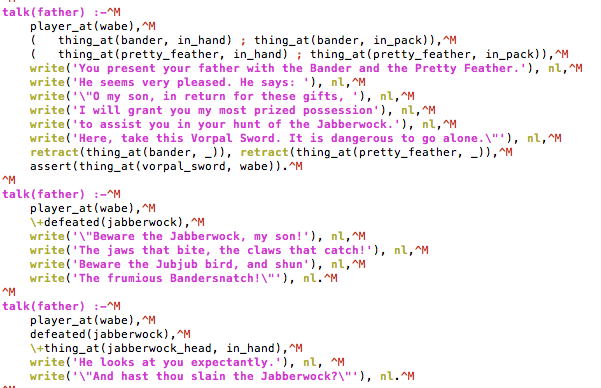 talk(father) :-^M
    player_at(wabe),^M
    (   thing_at(bander, in_hand) ; thing_at(bander, in_pack)),^M
    (   thing_at(pretty_feather, in_hand) ; thing_at(pretty_feather, in_pack)),^M
    write('You present your father with the Bander and the Pretty Feather.'), nl,^M
    write('He seems very pleased. He says: '), nl,^M
    write('\"O my son, in return for these gifts, '), nl,^M
    write('I will grant you my most prized possession'), nl,^M
    write('to assist you in your hunt of the Jabberwock.'), nl,^M
    write('Here, take this Vorpal Sword. It is dangerous to go alone.\"'), nl,^M
    retract(thing_at(bander, _)), retract(thing_at(pretty_feather, _)),^M
    assert(thing_at(vorpal_sword, wabe)).^M
^M
talk(father) :-^M
    player_at(wabe),^M
    \+defeated(jabberwock),^M
    write('\"Beware the Jabberwock, my son!'), nl,^M
    write('The jaws that bite, the claws that catch!'), nl,^M
    write('Beware the Jubjub bird, and shun'), nl,^M
    write('The frumious Bandersnatch!\"'), nl.^M
^M
talk(father) :-^M
    player_at(wabe),^M
    defeated(jabberwock),^M
    \+thing_at(jabberwock_head, in_hand),^M
    write('He looks at you expectantly.'), nl, ^M
    write('\"And hast thou slain the Jabberwock?\"'), nl.^M